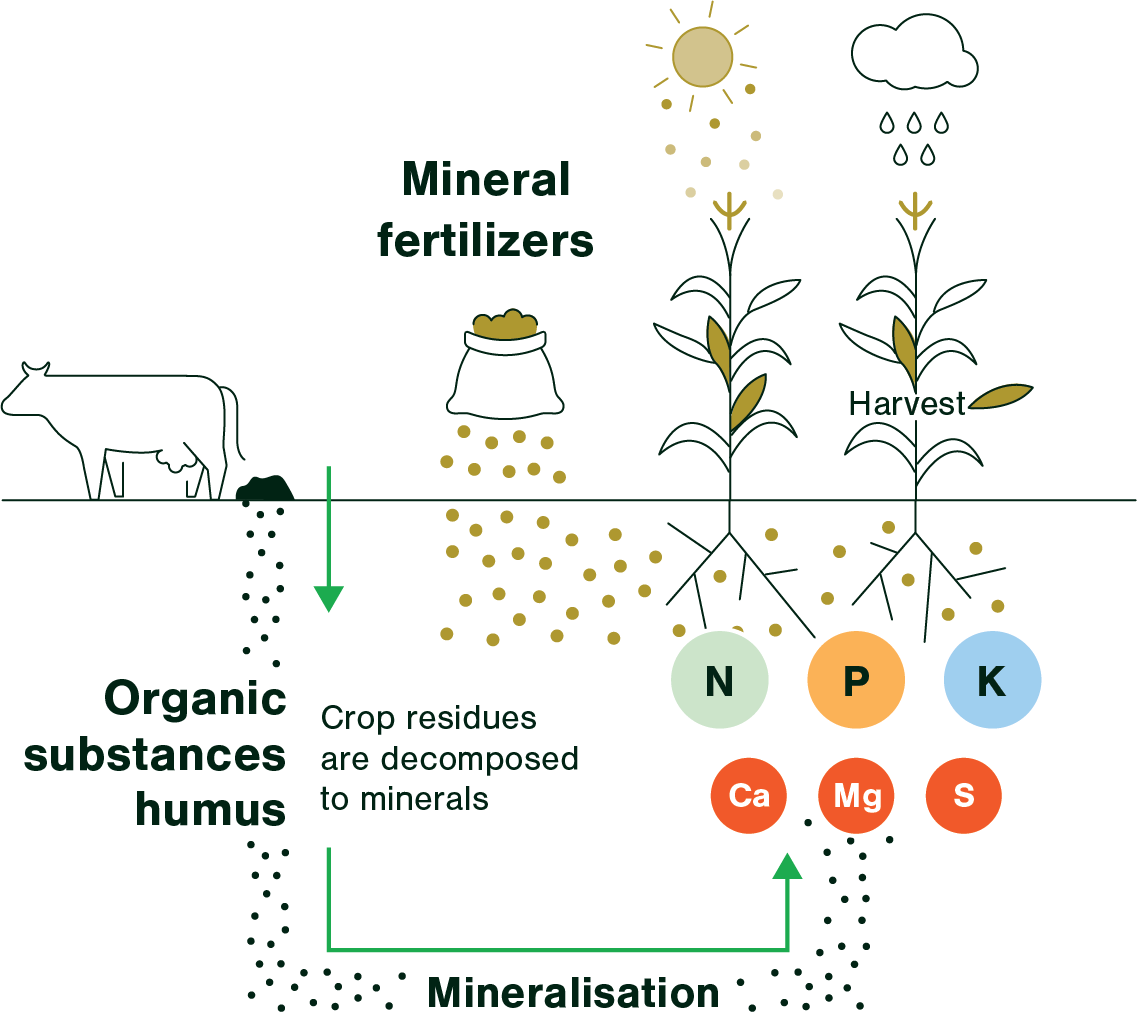 Mineral
fertilizers
Harvest
Organic
substances
humus
Crop residues
are decomposed
to minerals
N
P
K
Ca
Mg
S
Mineralisation